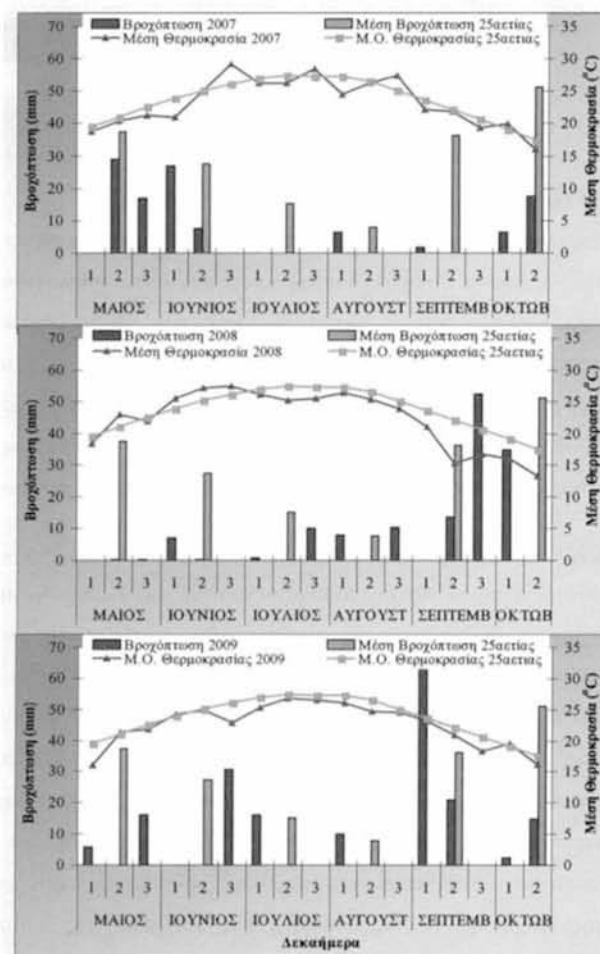 Βροχόπτωση 2007 Μέση Βροχόπτωση 25αετίας
Μέση Θερμοκρασία 2007 Μ.Ο. Θερμοκρασίας 25αετιας
Βροχόπτωση (mm)
70 60 50 40 30 20 10 0
Μέση Θερμοκρασία (°C)
35 30 25 20 15 10 5 0
1 2 3 1 2 3 1 2 3 1 2 3 1 2 3 1 2
ΜΑΙΟΣ ΙΟΥΝΙΟΣ ΙΟΥΛΙΟΣ ΑΥΓΟΥΣΤ ΣΕΠΤΕΜΒ ΟΚΤΩΒ
Βροχόπτωση 2008 Μέση Βροχόπτωση 25αετίας
Μέση Θερμοκρασία 2008 Μ.Ο. Θερμοκρασίας 25αετιας
Βροχόπτωση (mm)
70 60 50 40 30 20 10 0
Μέση Θερμοκρασία (°C)
35 30 25 20 15 10 5 0
1 2 3 1 2 3 1 2 3 1 2 3 1 2 3 1 2
ΜΑΙΟΣ ΙΟΥΝΙΟΣ ΙΟΥΛΙΟΣ ΑΥΓΟΥΣΤ ΣΕΠΤΕΜΒ ΟΚΤΩΒ
Βροχόπτωση 2009 Μέση Βροχόπτωση 25αετίας
Μ.Ο. Θερμοκρασίας 2009 Μ.Ο. Θερμοκρασίας 25αετιας
Βροχόπτωση (mm)
70 60 50 40 30 20 10 0
Μέση Θερμοκρασία (°C)
35 30 25 20 15 10 5 0
1 2 3 1 2 3 1 2 3 1 2 3 1 2 3 1 2
ΜΑΙΟΣ ΙΟΥΝΙΟΣ ΙΟΥΛΙΟΣ ΑΥΓΟΥΣΤ ΣΕΠΤΕΜΒ ΟΚΤΩΒ
Δεκαήμερα